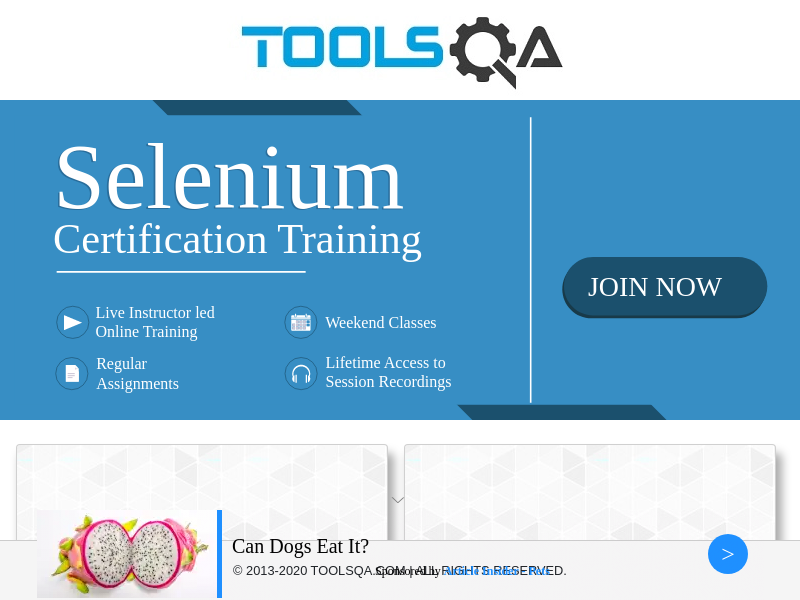 TOOLSQA
Selenium
Certification Training
JOIN NOW
Live Instructor led
Online Training
Weekend Classes
Regular
Assignments
Lifetime Access to
Session Recordings
Can Dogs Eat It?
>
© 2013-2020 TOOLSQA.COM | ALL RIGHTS RESERVED.
Sponsored by